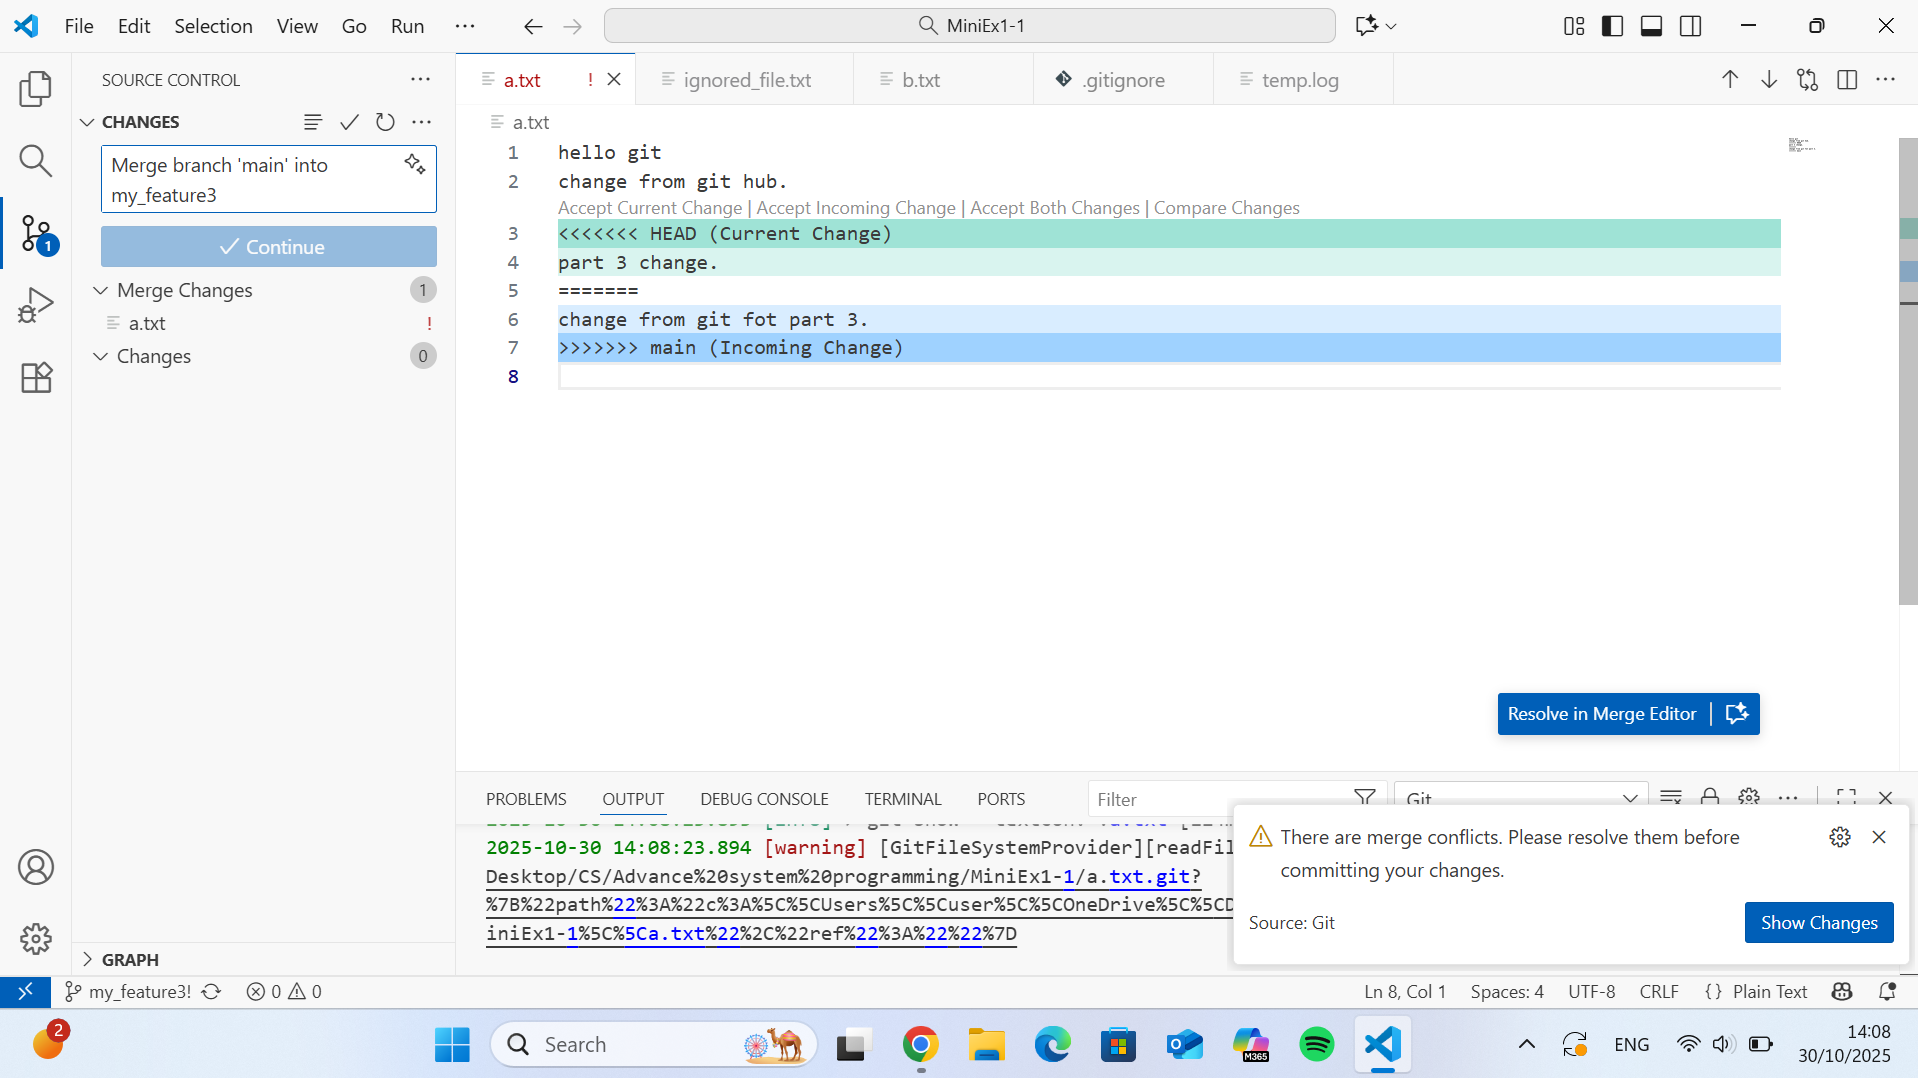 File Edit Selection View Go Run ··· MiniEx1-1
SOURCE CONTROL
CHANGES
Merge branch 'main' into
my_feature3
Continue
Merge Changes 1
a.txt !
Changes 0
GRAPH
1
a.txt ! ignored_file.txt b.txt .gitignore temp.log
a.txt
1 hello git
2 change from git hub.
Accept Current Change | Accept Incoming Change | Accept Both Changes | Compare Changes
3 <<<<<<< HEAD (Current Change)
4 part 3 change.
5 =======
6 change from git fot part 3.
7 >>>>>>> main (Incoming Change)
8
Resolve in Merge Editor
PROBLEMS OUTPUT DEBUG CONSOLE TERMINAL PORTS Filter Git
2025-10-30 14:08:23.894 [warning] [GitFileSystemProvider][readFil
Desktop/CS/Advance%20system%20programming/MiniEx1-1/a.txt.git?
%7B%22path%22%3A%22c%3A%5C%5CUsers%5C%5Cuser%5C%5COneDrive%5C%5CD
iniEx1-1%5C%5Ca.txt%22%2C%22ref%22%3A%22%22%7D
There are merge conflicts. Please resolve them before
committing your changes.
Source: Git
Show Changes
my_feature3! 0 0 Ln 8, Col 1 Spaces: 4 UTF-8 CRLF {} Plain Text
2 Search M365 ENG 14:08
30/10/2025